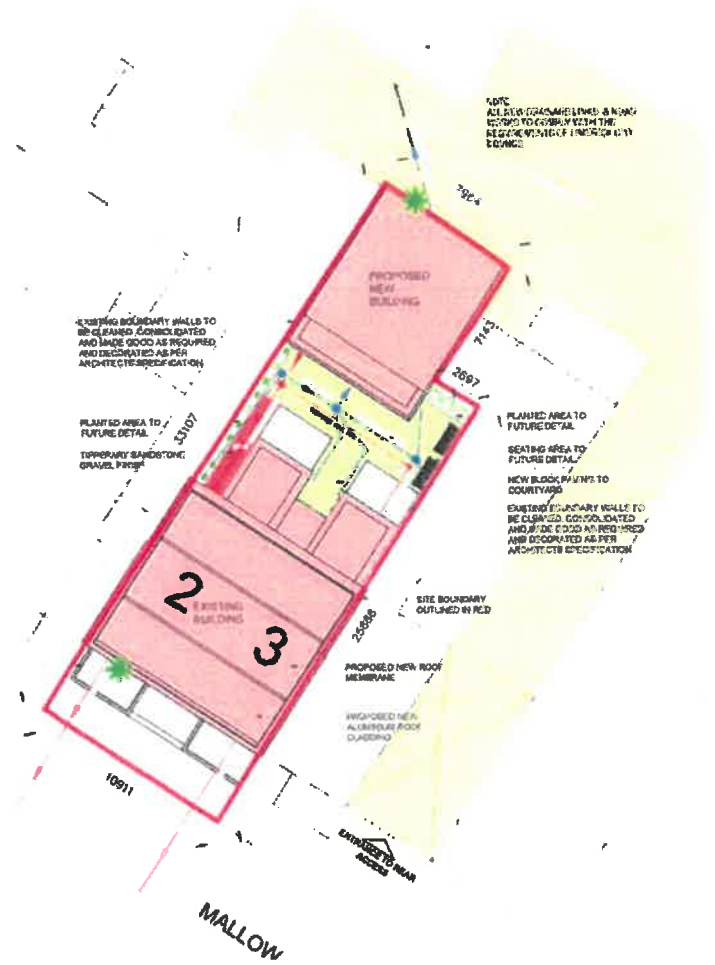 NOTE
ALL NEW DRAINAGE LINES & NEW
WORKS TO COMPLY WITH THE
REQUIREMENTS OF LIMERICK CITY
COUNCIL
PROPOSED
NEW
BUILDING
7143
2697
EXISTING BOUNDARY WALLS TO
BE CLEANED, CONSOLIDATED
AND MADE GOOD AS REQUIRED
AND DECORATED AS PER
ARCHITECTS SPECIFICATION
PLANTED AREA TO
FUTURE DETAIL
TIPPERARY SANDSTONE
GRAVEL
33107
PLANTED AREA TO
FUTURE DETAIL
SEATING AREA TO
FUTURE DETAIL
NEW BLOCK PAVING TO
COURTYARD
EXISTING BOUNDARY WALLS TO
BE CLEANED, CONSOLIDATED
AND MADE GOOD AS REQUIRED
AND DECORATED AS PER
ARCHITECTS SPECIFICATION
2
EXISTING
BUILDING
3
SITE BOUNDARY
OUTLINED IN RED
25888
PROPOSED NEW ROOF
MEMBRANE
PROPOSED NEW
ALUMINIUM ROOF
CLADDING
10911
ENTRANCE TO REAR
ACCESS
MALLOW